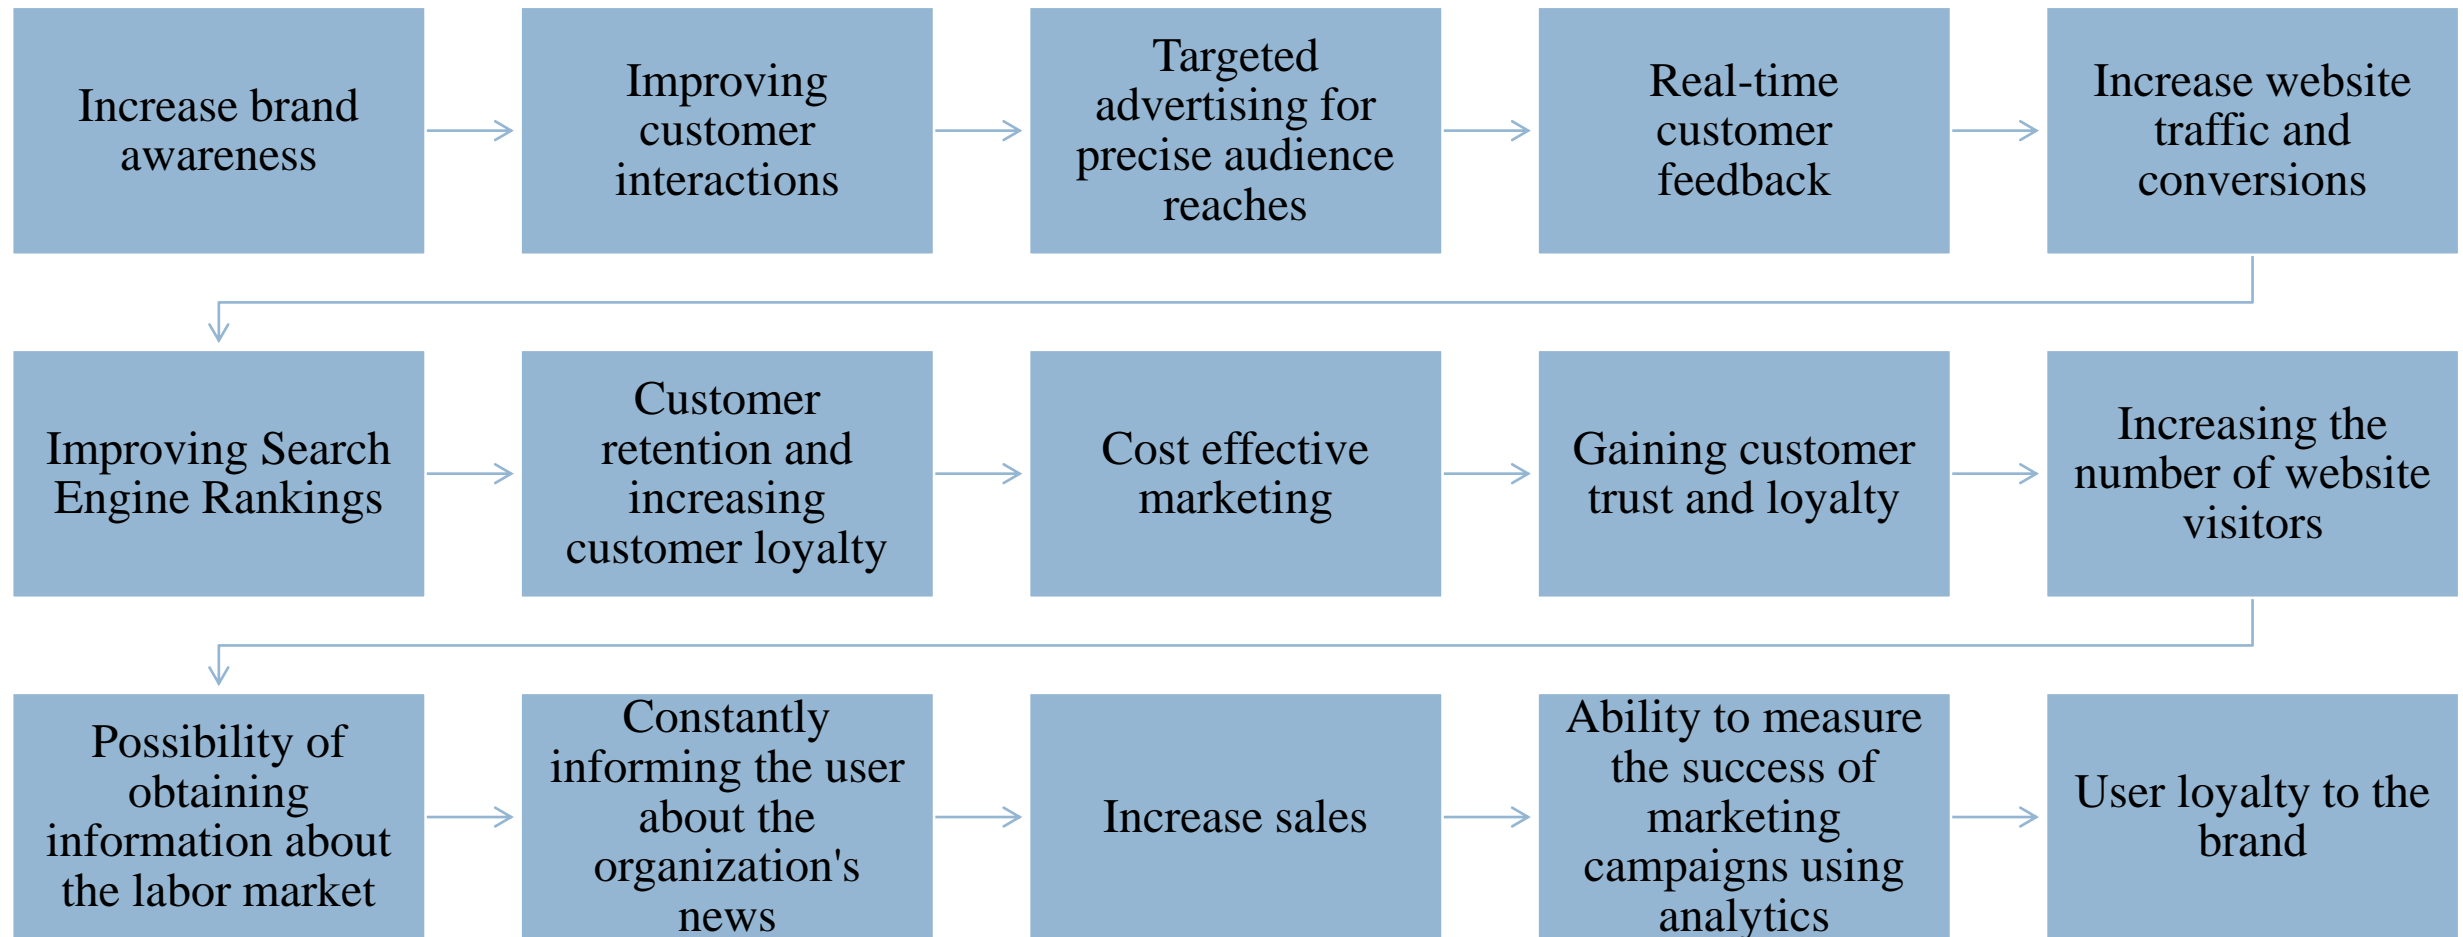 Increase brand
awareness
Improving
customer
interactions
Targeted
advertising for
precise audience
reaches
Real-time
customer
feedback
Increase website
traffic and
conversions
Improving Search
Engine Rankings
Customer
retention and
increasing
customer loyalty
Cost effective
marketing
Gaining customer
trust and loyalty
Increasing the
number of website
visitors
Possibility of
obtaining
information about
the labor market
Constantly
informing the user
about the
organization's
news
Increase sales
Ability to measure
the success of
marketing
campaigns using
analytics
User loyalty to the
brand